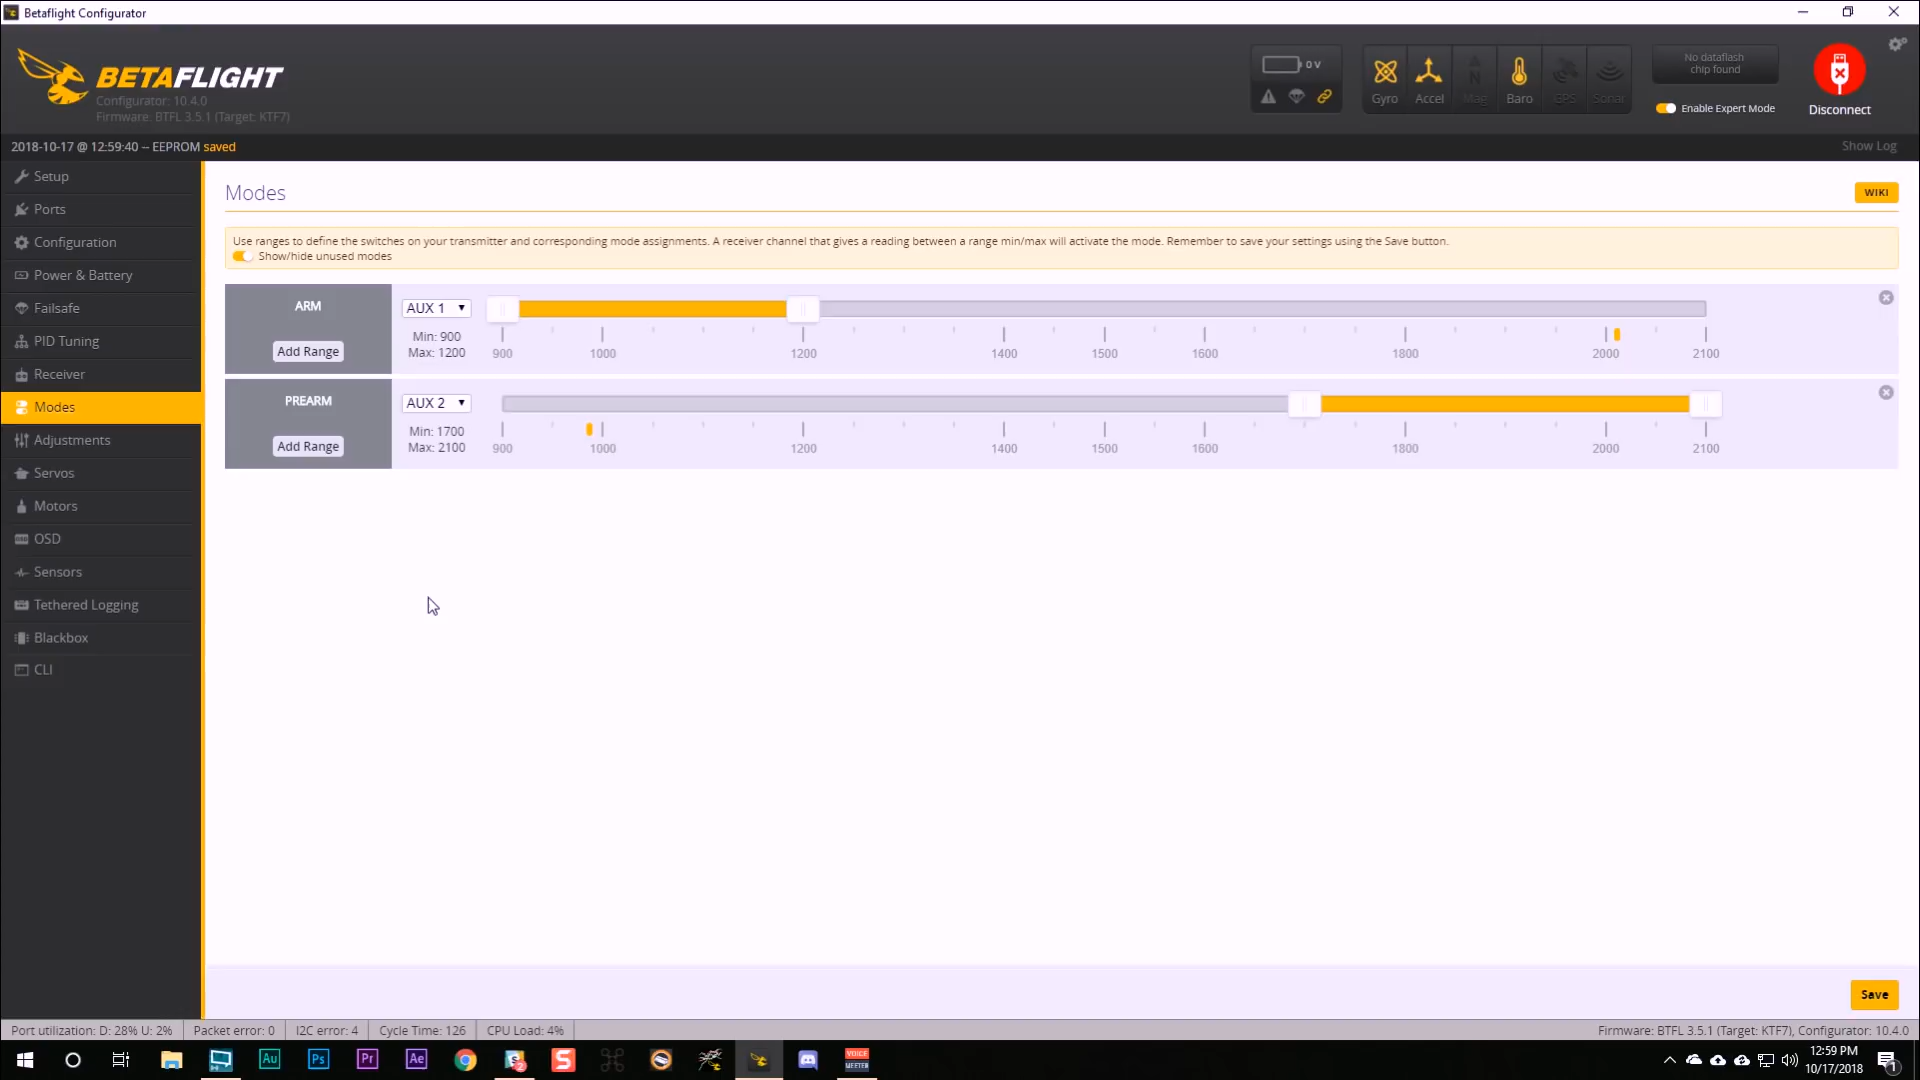 Betaflight Configurator
BETAFLIGHT
Configurator: 10.4.0
Firmware: BTFL 3.5.1 (Target: KTF7)
0 V
Gyro
Accel
Mag
Baro
GPS
Sonar
No dataflash
chip found
Enable Expert Mode
Disconnect
2018-10-17 @ 12:59:40 -- EEPROM saved
Show Log
Setup
Ports
Configuration
Power & Battery
Failsafe
PID Tuning
Receiver
Modes
Adjustments
Servos
Motors
OSD
Sensors
Tethered Logging
Blackbox
CLI
Modes
WIKI
Use ranges to define the switches on your transmitter and corresponding mode assignments. A receiver channel that gives a reading between a range min/max will activate the mode. Remember to save your settings using the Save button.
Show/hide unused modes
ARM
Add Range
AUX 1
Min: 900
Max: 1200
900 1000 1200 1400 1500 1600 1800 2000 2100
PREARM
Add Range
AUX 2
Min: 1700
Max: 2100
900 1000 1200 1400 1500 1600 1800 2000 2100
Save
Port utilization: D: 28% U: 2% Packet error: 0 I2C error: 4 Cycle Time: 126 CPU Load: 4% Firmware: BTFL 3.5.1 (Target: KTF7), Configurator: 10.4.0
Au
Ps
Pr
Ae
2
S
VOICE
MEETER
12:59 PM
10/17/2018
1